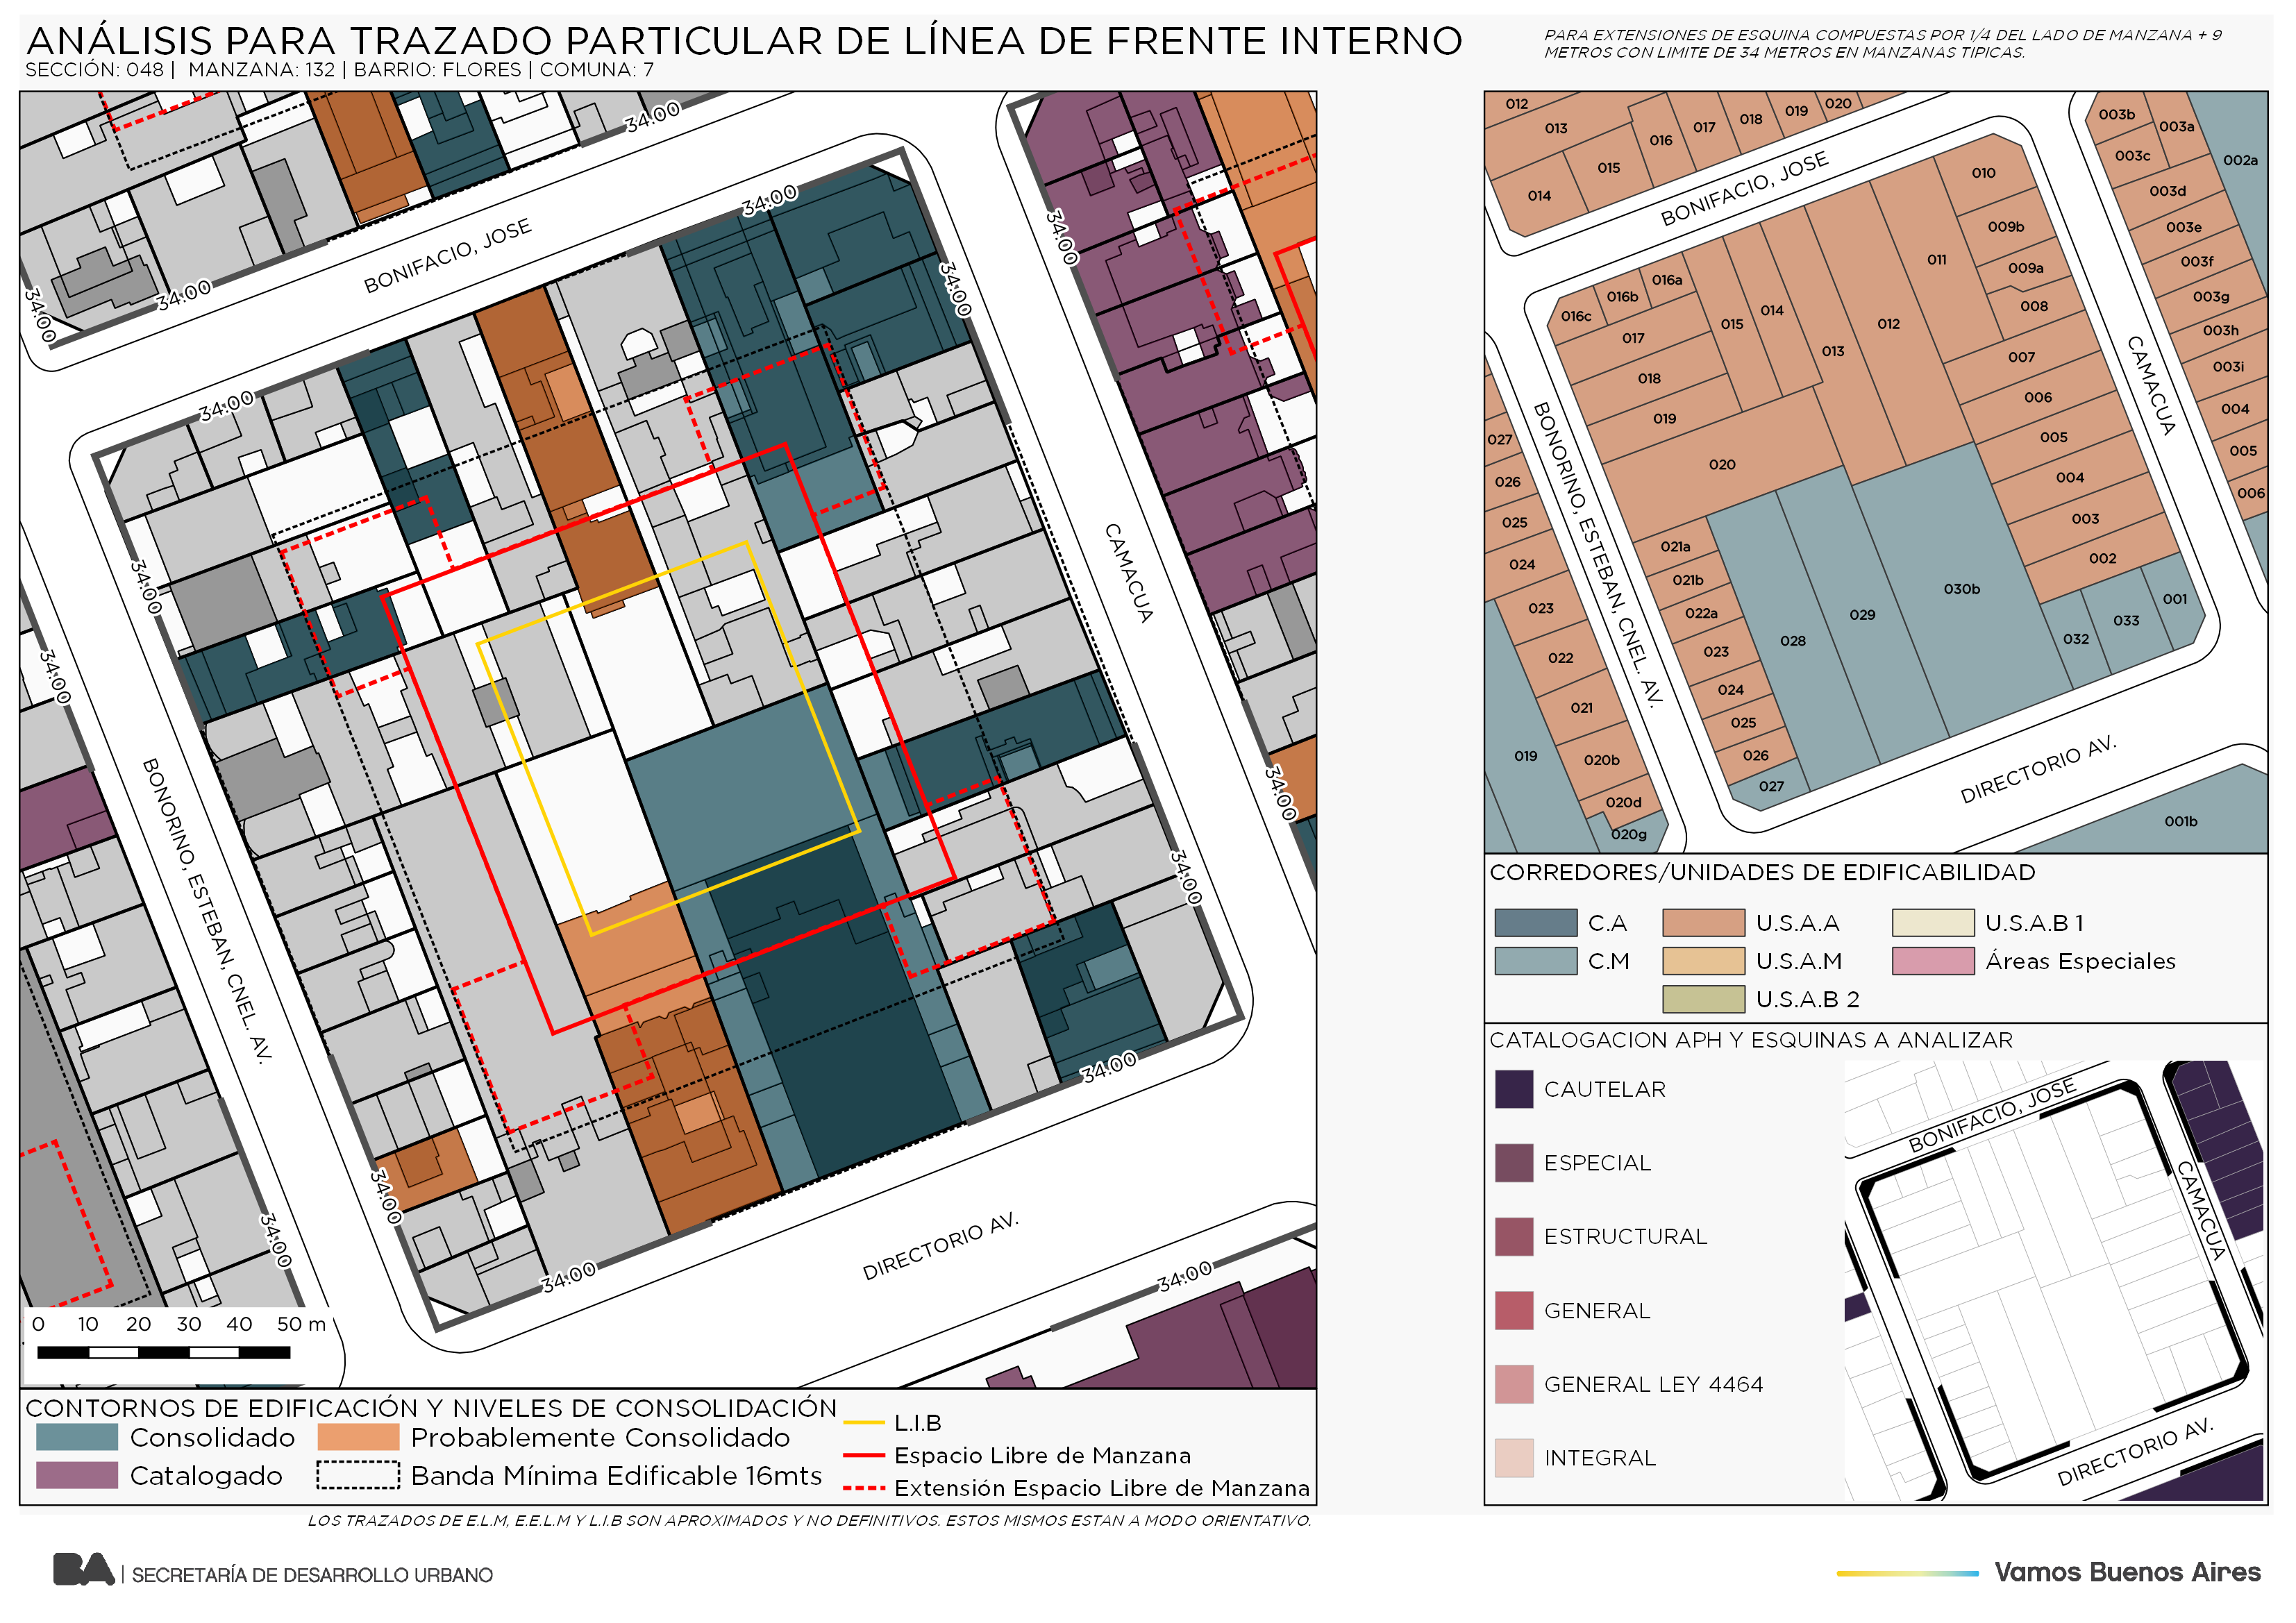 ANÁLISIS PARA TRAZADO PARTICULAR DE LÍNEA DE FRENTE INTERNO
SECCIÓN: 048 | MANZANA: 132 | BARRIO: FLORES | COMUNA: 7
PARA EXTENSIONES DE ESQUINA COMPUESTAS POR 1/4 DEL LADO DE MANZANA + 9
METROS CON LIMITE DE 34 METROS EN MANZANAS TIPICAS.
34.00
34.00
34.00
BONIFACIO, JOSE
34.00
34.00
34.00
34.00
34.00
34.00
CAMACUA
BONORINO, ESTEBAN, CNEL. AV.
34.00
34.00
34.00
34.00
34.00
34.00
34.00
34.00
DIRECTORIO AV.
0 10 20 30 40 50 m
CONTORNOS DE EDIFICACIÓN Y NIVELES DE CONSOLIDACIÓN
Consolidado
Probablemente Consolidado
Catalogado
Banda Mínima Edificable 16mts
L.I.B
Espacio Libre de Manzana
Extensión Espacio Libre de Manzana
012
013
014
015
016
017
018
019
020
003b
003a
003c
002a
003d
003e
003f
003g
003h
003i
004
005
006
BONIFACIO, JOSE
010
009b
009a
008
011
012
013
014
015
016a
016b
016c
017
018
019
020
007
006
005
004
003
002
001
033
032
030b
029
028
021a
021b
022a
023
024
025
026
027
CAMACUA
BONORINO, ESTEBAN, CNEL. AV.
DIRECTORIO AV.
027
026
025
024
023
022
021
020b
020d
020g
019
001b
CORREDORES/UNIDADES DE EDIFICABILIDAD
C.A
U.S.A.A
U.S.A.B 1
C.M
U.S.A.M
Áreas Especiales
U.S.A.B 2
CATALOGACION APH Y ESQUINAS A ANALIZAR
CAUTELAR
ESPECIAL
ESTRUCTURAL
GENERAL
GENERAL LEY 4464
INTEGRAL
BONIFACIO, JOSE
CAMACUA
DIRECTORIO AV.
LOS TRAZADOS DE E.L.M, E.E.L.M Y L.I.B SON APROXIMADOS Y NO DEFINITIVOS. ESTOS MISMOS ESTAN A MODO ORIENTATIVO.
BA | SECRETARÍA DE DESARROLLO URBANO
Vamos Buenos Aires